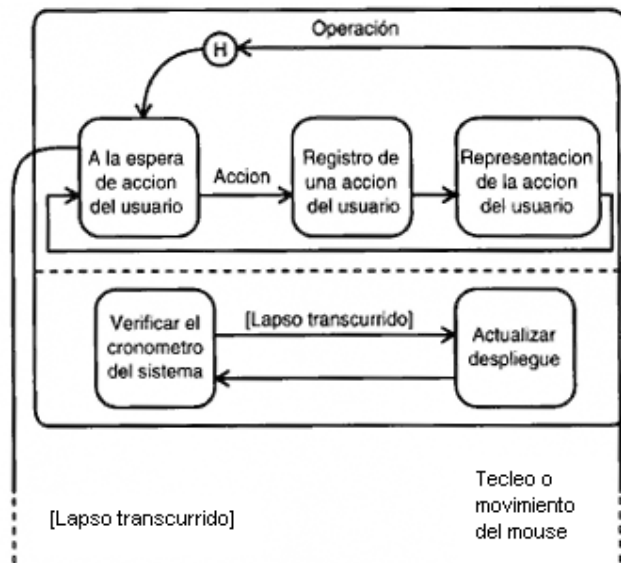 Operación
H
A la espera
de accion
del usuario
Accion
Registro de
una accion
del usuario
Representacion
de la accion
del usuario
Verificar el
cronometro
del sistema
[Lapso transcurrido]
Actualizar
despliegue
[Lapso transcurrido]
Tecleo o
movimiento
del mouse